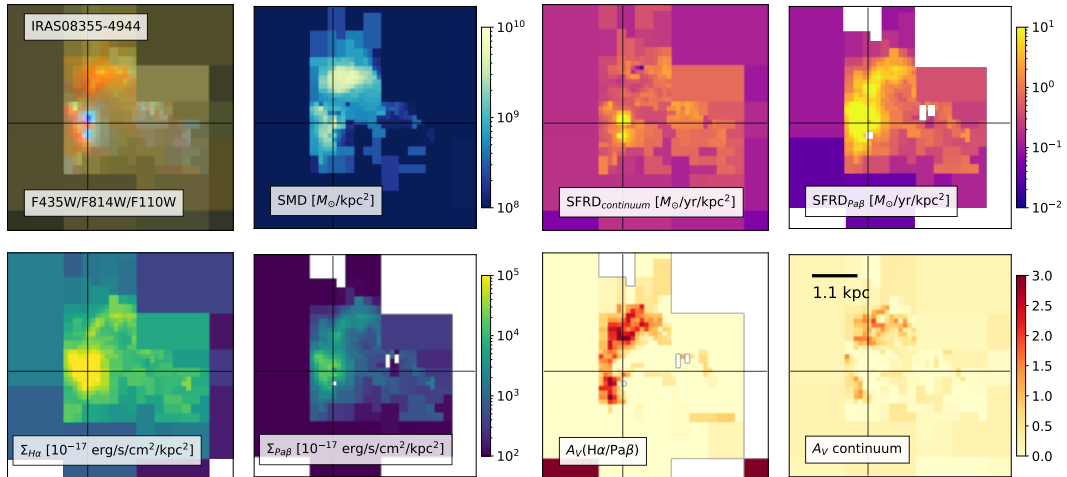 IRAS08355-4944
F435W/F814W/F110W
SMD [M⊙/kpc²]
10¹⁰
10⁹
10⁸
SFRD_continuum [M⊙/yr/kpc²]
SFRD_Paβ [M⊙/yr/kpc²]
10¹
10⁰
10⁻¹
10⁻²
Σ_Hα [10⁻¹⁷ erg/s/cm²/kpc²]
Σ_Paβ [10⁻¹⁷ erg/s/cm²/kpc²]
10⁵
10⁴
10³
10²
A_V(Hα/Paβ)
1.1 kpc
A_V continuum
3.0
2.5
2.0
1.5
1.0
0.5
0.0